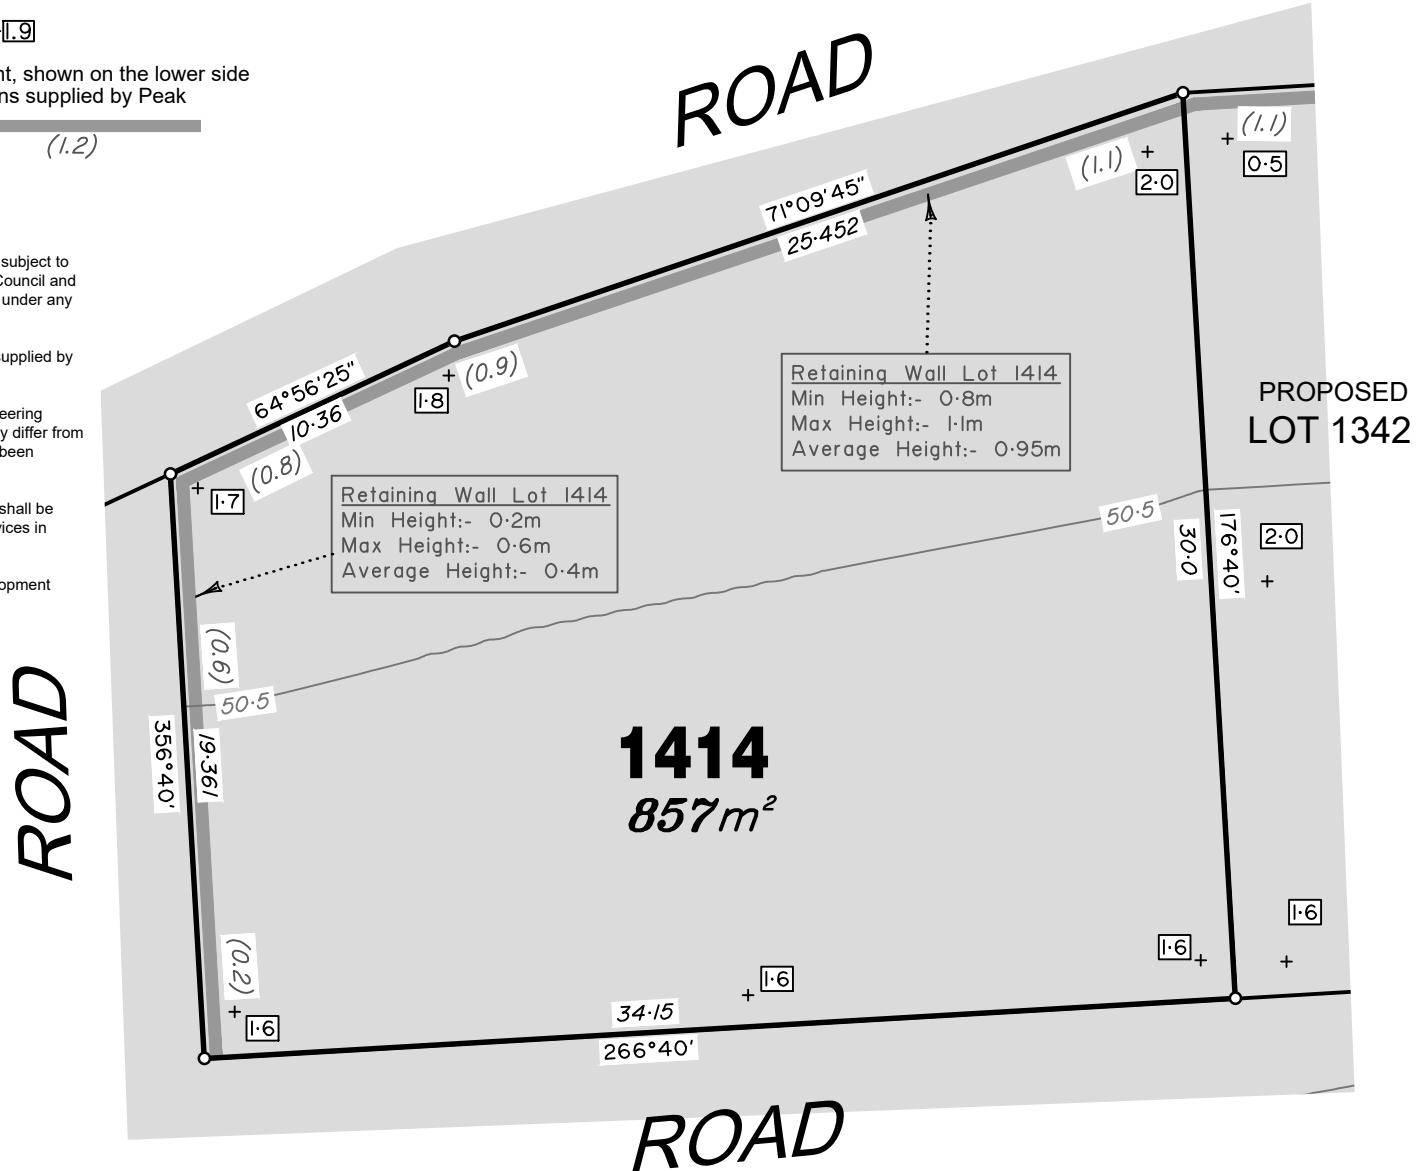 1.9
nt, shown on the lower side
ns supplied by Peak
(1.2)
subject to
Council and
under any
supplied by
eering
y differ from
been
shall be
vices in
opment
ROAD
71°09'45"
25·452
(1.1)
2·0
(1.1)
0·5
64°56'25"
10·36
(0.9)
1·8
(0.8)
1·7
Retaining Wall Lot 1414
Min Height:- 0·8m
Max Height:- 1·1m
Average Height:- 0·95m
PROPOSED
LOT 1342
Retaining Wall Lot 1414
Min Height:- 0·2m
Max Height:- 0·6m
Average Height:- 0·4m
50·5
30·0
176°40'
2·0
(0.6)
50·5
ROAD
356°40'
19·361
1414
857m²
(0.2)
1·6
1·6
1·6
1·6
34·15
266°40'
ROAD